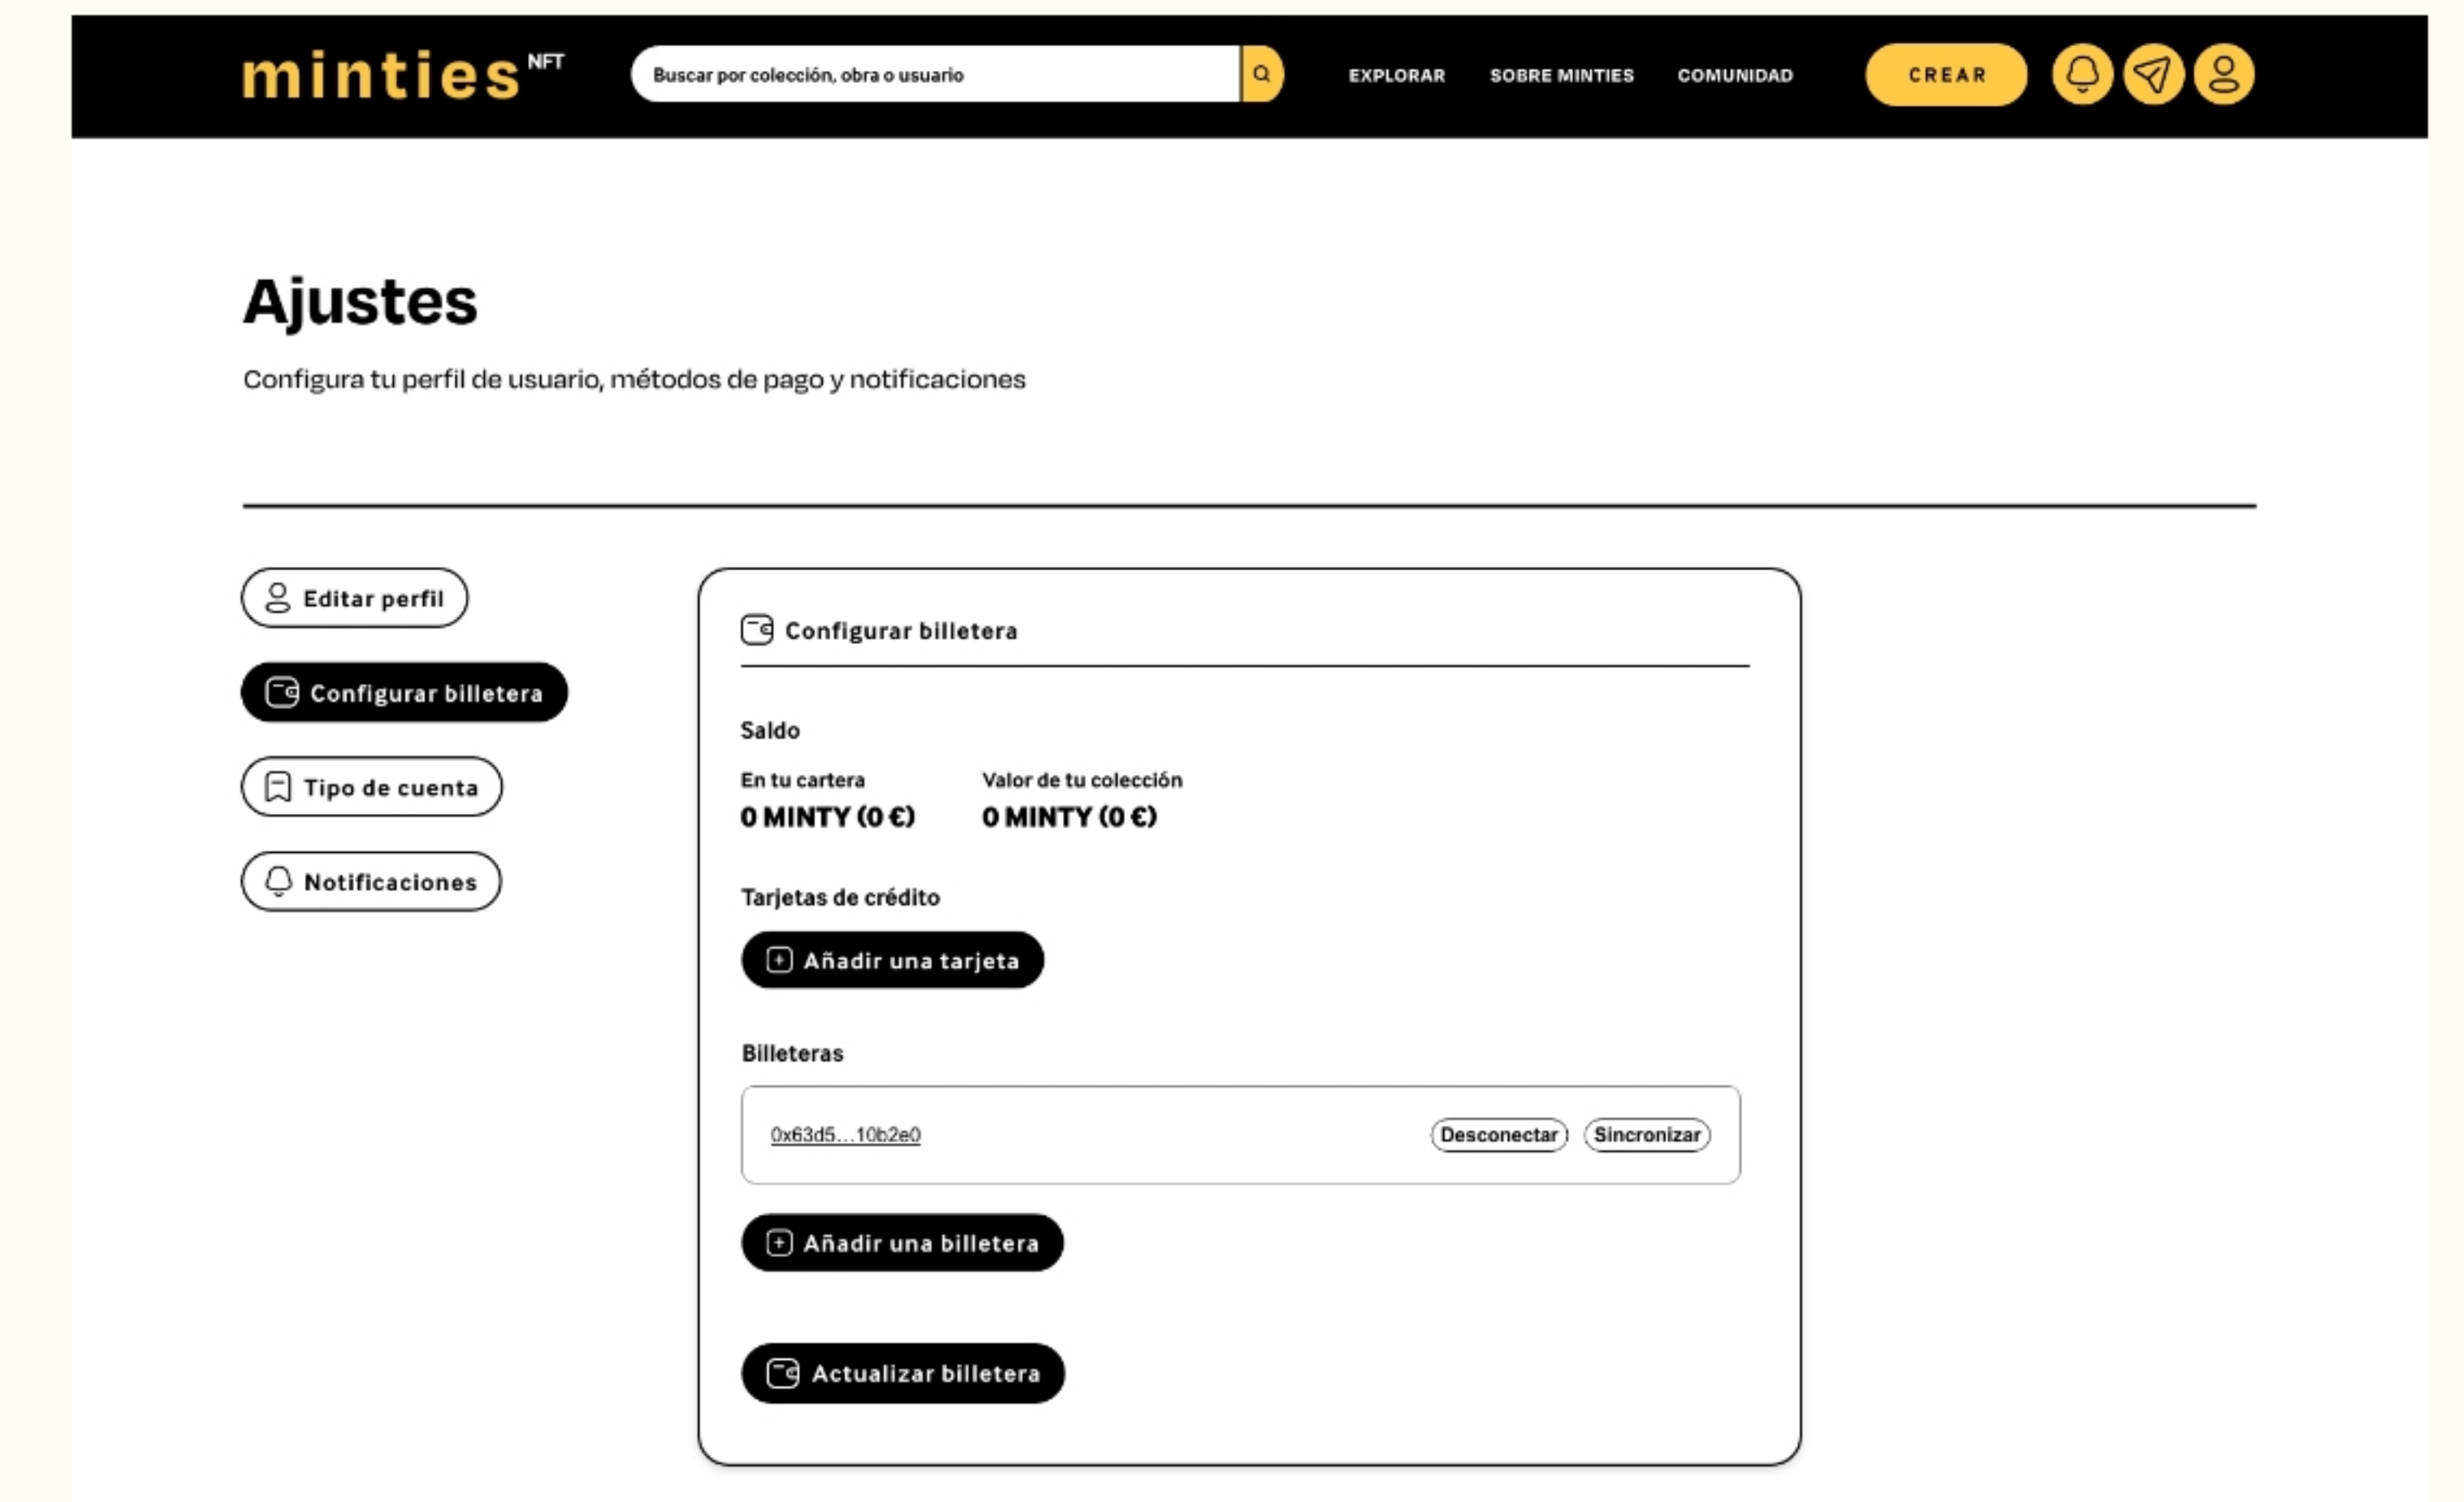 minties NFT
Buscar por colección, obra o usuario
EXPLORAR
SOBRE MINTIES
COMUNIDAD
CREAR
Ajustes
Configura tu perfil de usuario, métodos de pago y notificaciones
Editar perfil
Configurar billetera
Tipo de cuenta
Notificaciones
Configurar billetera
Saldo
En tu cartera
0 MINTY (0 €)
Valor de tu colección
0 MINTY (0 €)
Tarjetas de crédito
Añadir una tarjeta
Billeteras
0x63d5...10b2e0
Desconectar
Sincronizar
Añadir una billetera
Actualizar billetera